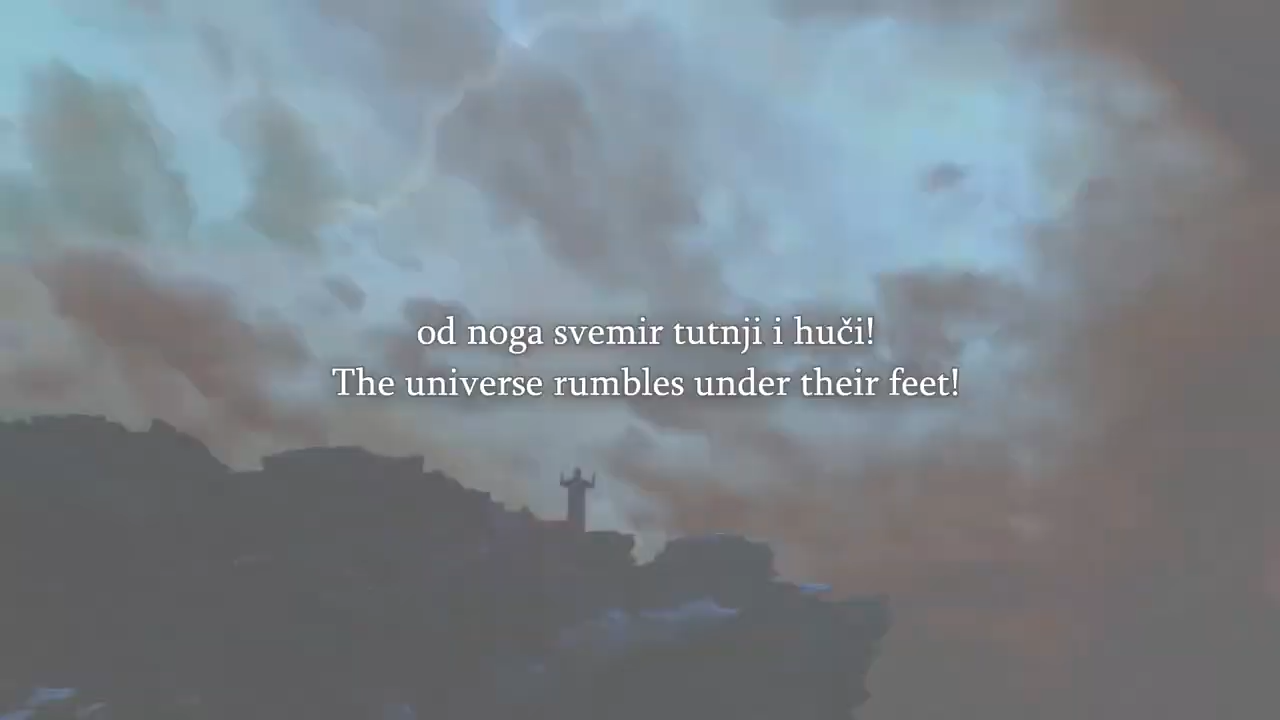 od noga svemir tutnji i huči!
The universe rumbles under their feet!